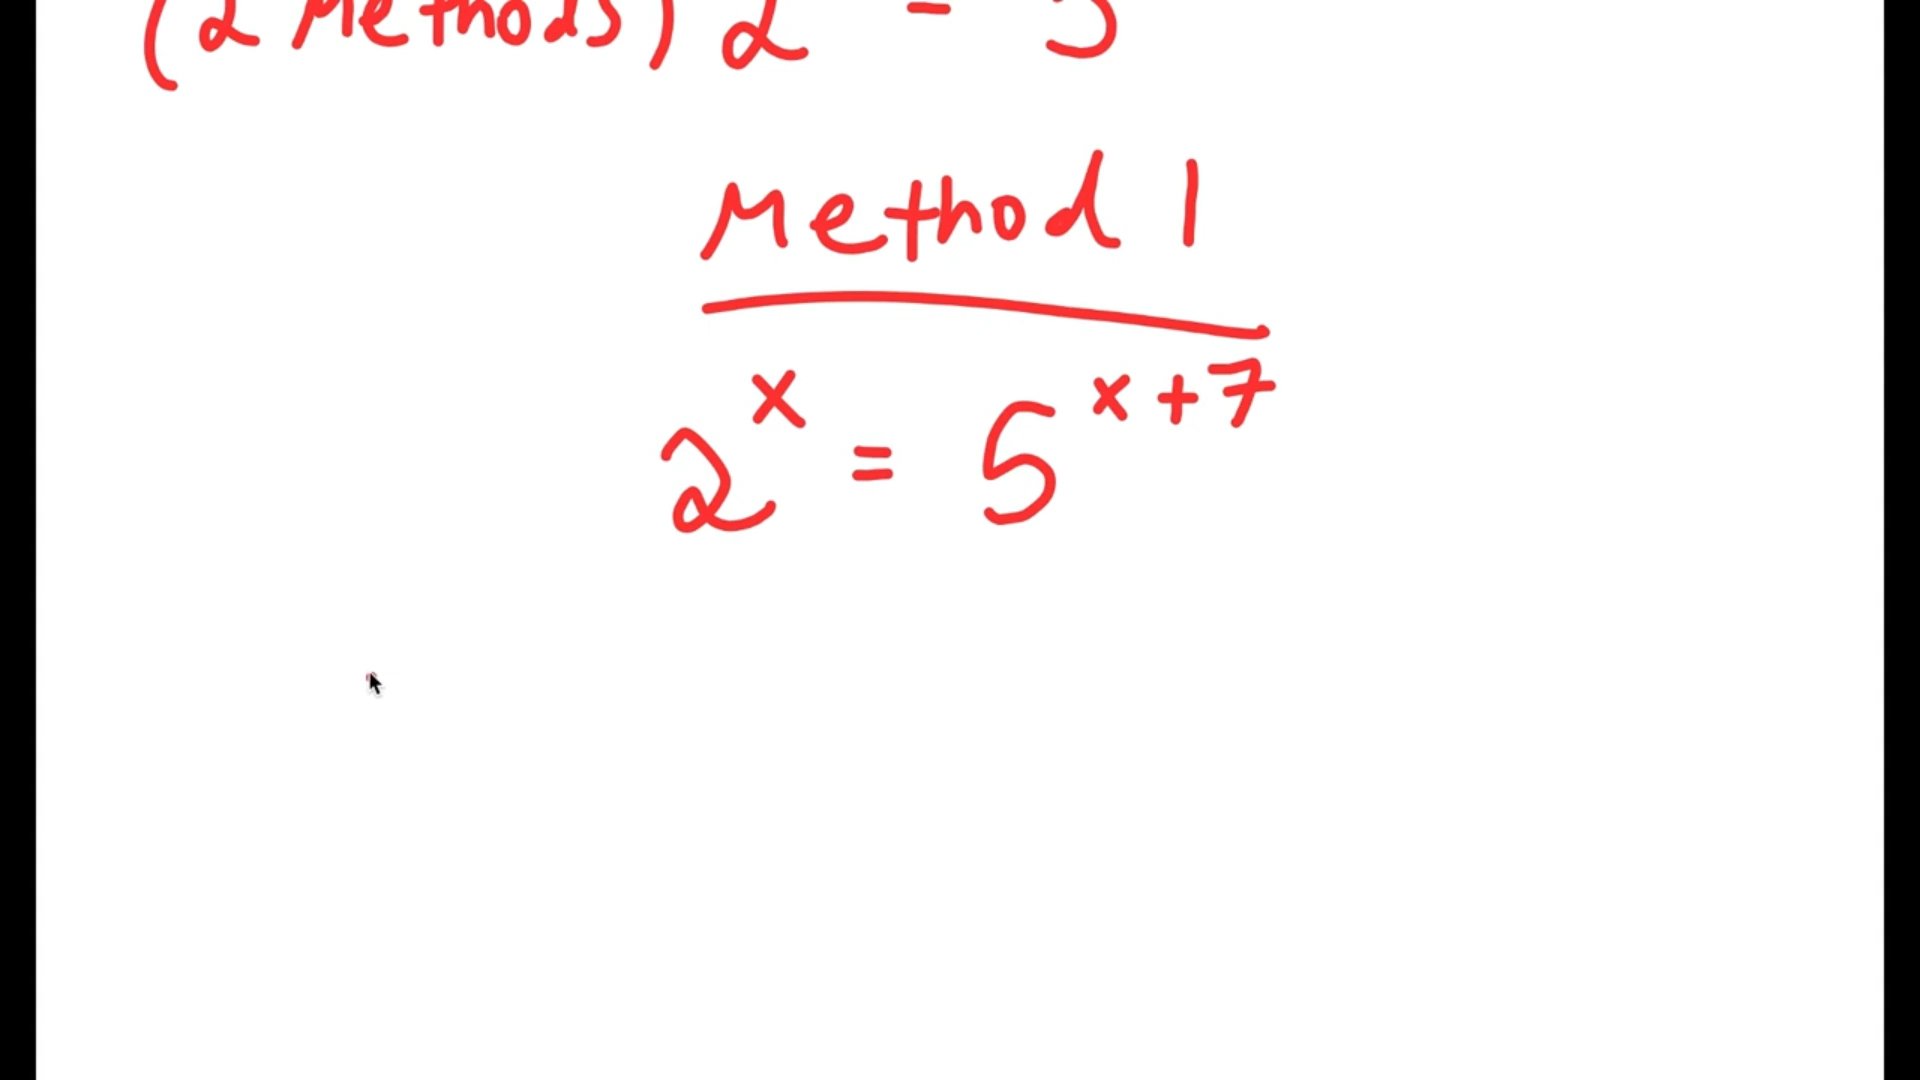 (2 Methods) 2 = 5
Method 1
2^x = 5^{x+7}